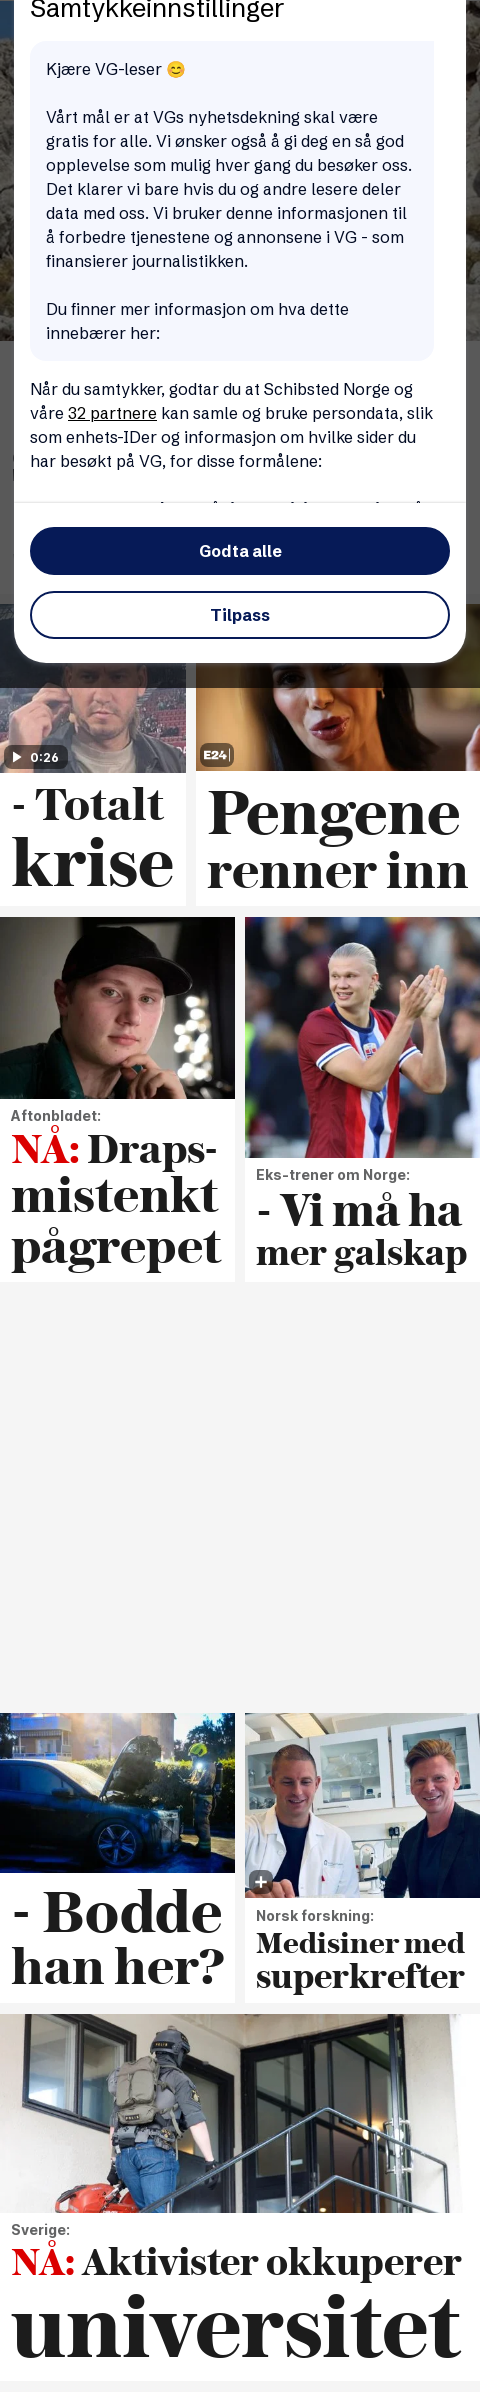 Samtykkeinnstillinger
Kjære VG-leser 😊
Vårt mål er at VGs nyhetsdekning skal være
gratis for alle. Vi ønsker også å gi deg en så god
opplevelse som mulig hver gang du besøker oss.
Det klarer vi bare hvis du og andre lesere deler
data med oss. Vi bruker denne informasjonen til
å forbedre tjenestene og annonsene i VG - som
finansierer journalistikken.
Du finner mer informasjon om hva dette
innebærer her:
Når du samtykker, godtar du at Schibsted Norge og
våre 32 partnere kan samle og bruke persondata, slik
som enhets-IDer og informasjon om hvilke sider du
har besøkt på VG, for disse formålene:
Godta alle
Tilpass
0:26
- Totalt
krise
E24
Pengene
renner inn
Aftonbladet:
NÅ: Draps-
mistenkt
pågrepet
Eks-trener om Norge:
- Vi må ha
mer galskap
- Bodde
han her?
Norsk forskning:
Medisiner med
superkrefter
Sverige:
NÅ: Aktivister okkuperer
universitet